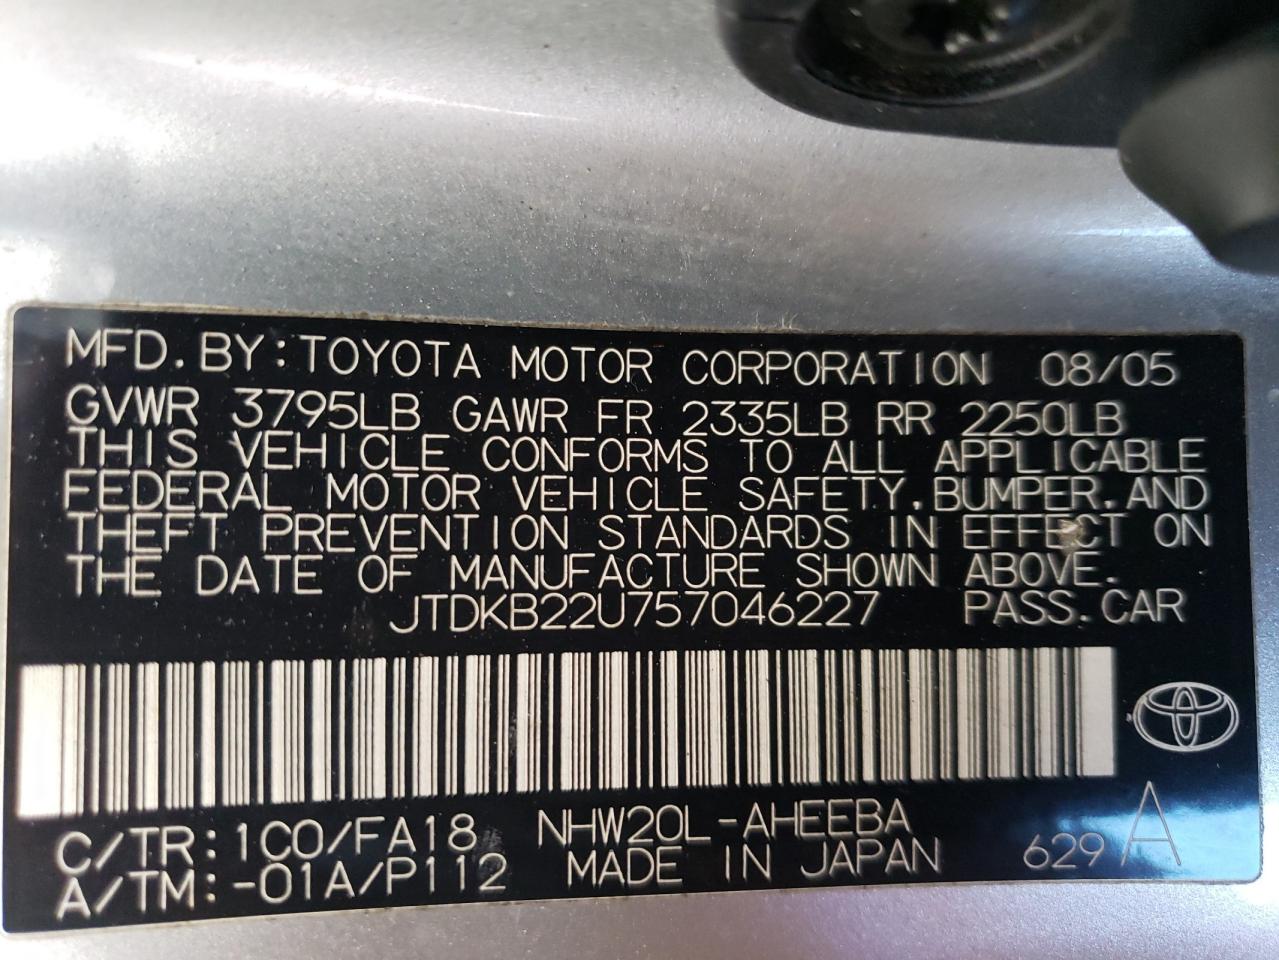 MFD. BY: TOYOTA MOTOR CORPORATION 08/05
GVWR 3795LB GAWR FR 2335LB RR 2250LB
THIS VEHICLE CONFORMS TO ALL APPLICABLE
FEDERAL MOTOR VEHICLE SAFETY, BUMPER, AND
THEFT PREVENTION STANDARDS IN EFFECT ON
THE DATE OF MANUFACTURE SHOWN ABOVE.
JTDKB22U757046227 PASS. CAR
C/TR: 1C0/FA18 NHW20L-AHEEBA
A/TM: -01A/P112 MADE IN JAPAN 629 A